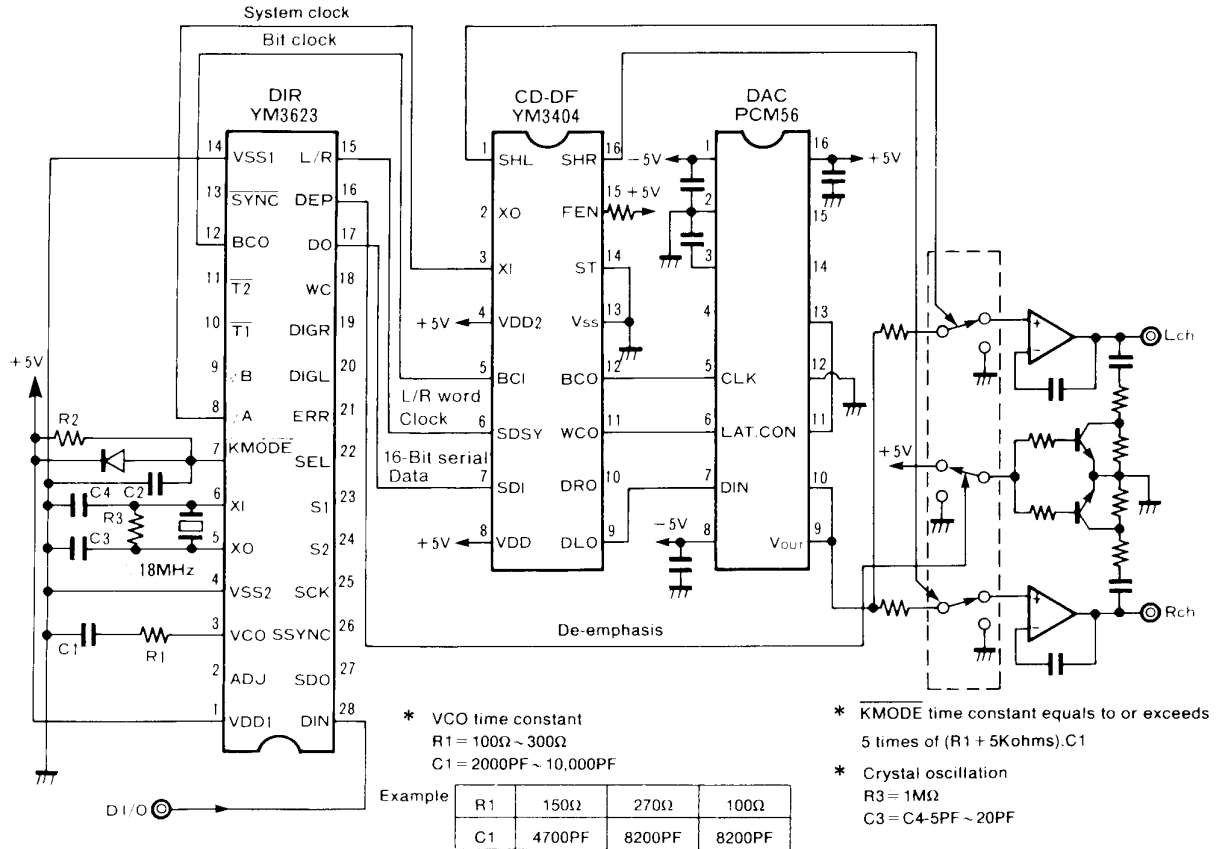 System clock
Bit clock
DIR
YM3623
CD-DF
YM3404
DAC
PCM56
14 VSS1 L/R 15
13 SYNC DEP 16
12 BCO DO 17
11 T2 WC 18
10 T1 DIGR 19
9 B DIGL 20
8 A ERR 21
7 KMODE SEL 22
6 XI S1 23
5 XO S2 24
4 VSS2 SCK 25
3 VCO SSYNC 26
2 ADJ SDO 27
1 VDD1 DIN 28
+5V
R2
C4
C2
R3
C3
18MHz
C1
R1
DI/O
L/R word
Clock
16-Bit serial
Data
De-emphasis
1 SHL SHR 16
2 XO FEN 15 +5V
3 XI ST 14
+5V 4 VDD2 Vss 13
5 BCI BCO 12
6 SDSY WCO 11
7 SDI DRO 10
+5V 8 VDD DLO 9
-5V 1 16 +5V
2 15
3 14
4 13
5 CLK 12
6 LAT.CON 11
7 DIN 10
-5V 8 VOUT 9
+5V
+
-
Lch
+
-
Rch
* VCO time constant
R1 = 100Ω ~ 300Ω
C1 = 2000PF ~ 10,000PF
Example
R1 150Ω 270Ω 100Ω
C1 4700PF 8200PF 8200PF
* KMODE time constant equals to or exceeds
5 times of (R1 + 5Kohms).C1
* Crystal oscillation
R3 = 1MΩ
C3 = C4-5PF ~ 20PF